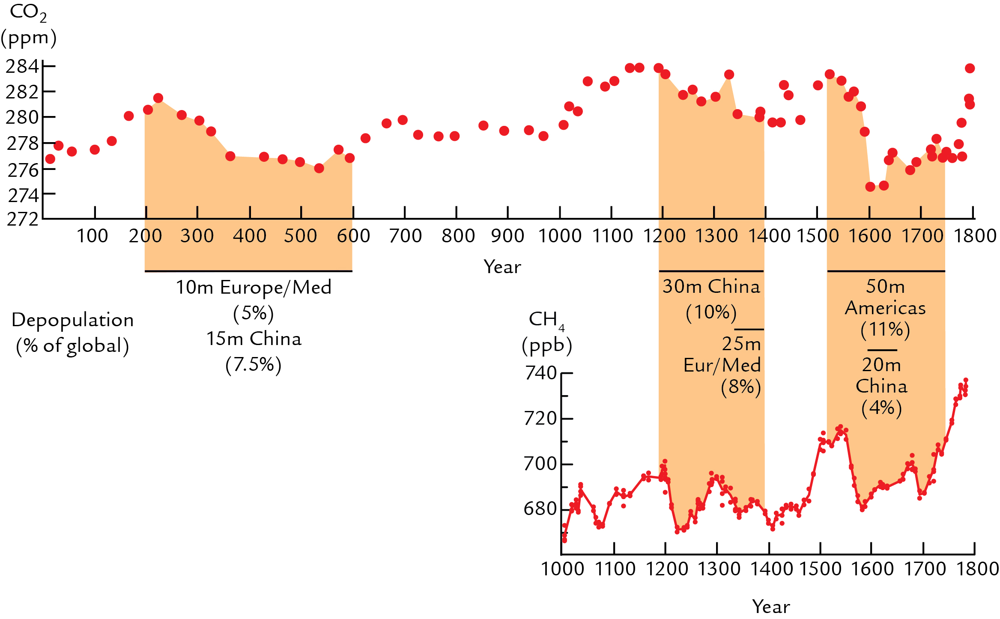 CO2
(ppm)
284
282
280
278
276
274
272
100 200 300 400 500 600 700 800 900 1000 1100 1200 1300 1400 1500 1600 1700 1800
Year
Depopulation
(% of global)
10m Europe/Med
(5%)
15m China
(7.5%)
30m China
(10%)
25m
Eur/Med
(8%)
50m
Americas
(11%)
20m
China
(4%)
CH4
(ppb)
740
720
700
680
1000 1100 1200 1300 1400 1500 1600 1700 1800
Year